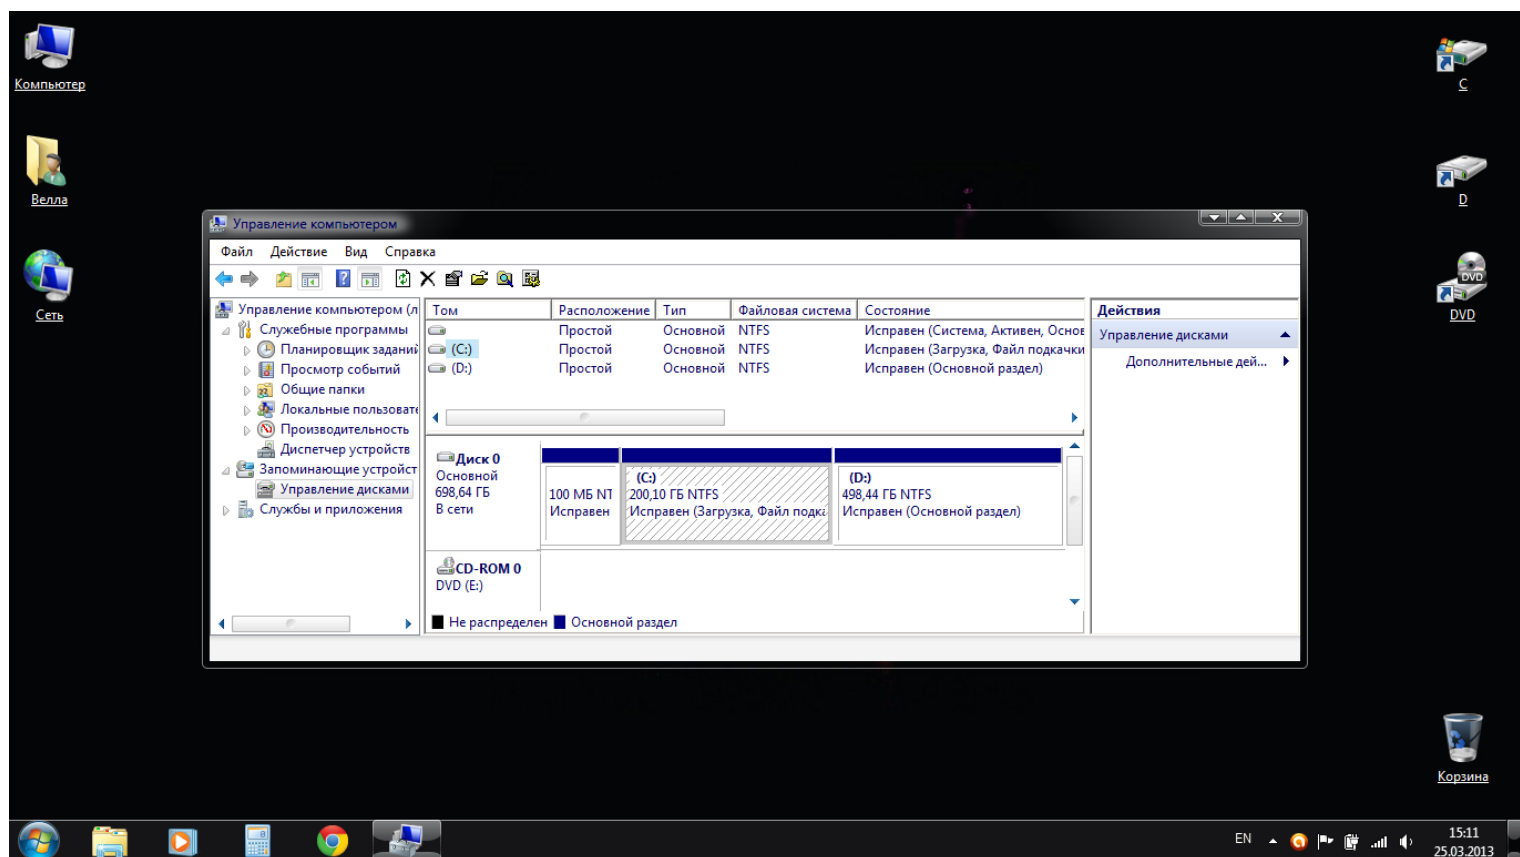 Компьютер
C
Велла
D
Сеть
DVD
DVD
Управление компьютером
Файл Действие Вид Справка
Управление компьютером (л
Служебные программы
Планировщик заданий
Просмотр событий
Общие папки
Локальные пользовате
Производительность
Диспетчер устройств
Запоминающие устройст
Управление дисками
Службы и приложения
Том Расположение Тип Файловая система Состояние
Простой Основной NTFS Исправен (Система, Активен, Основ
(C:) Простой Основной NTFS Исправен (Загрузка, Файл подкачки
(D:) Простой Основной NTFS Исправен (Основной раздел)
Диск 0
Основной
698,64 ГБ
В сети
100 МБ NT
Исправен
(C:)
200,10 ГБ NTFS
Исправен (Загрузка, Файл подка
(D:)
498,44 ГБ NTFS
Исправен (Основной раздел)
CD-ROM 0
DVD (E:)
Не распределен Основной раздел
Действия
Управление дисками
Дополнительные дей...
Корзина
EN
15:11
25.03.2013